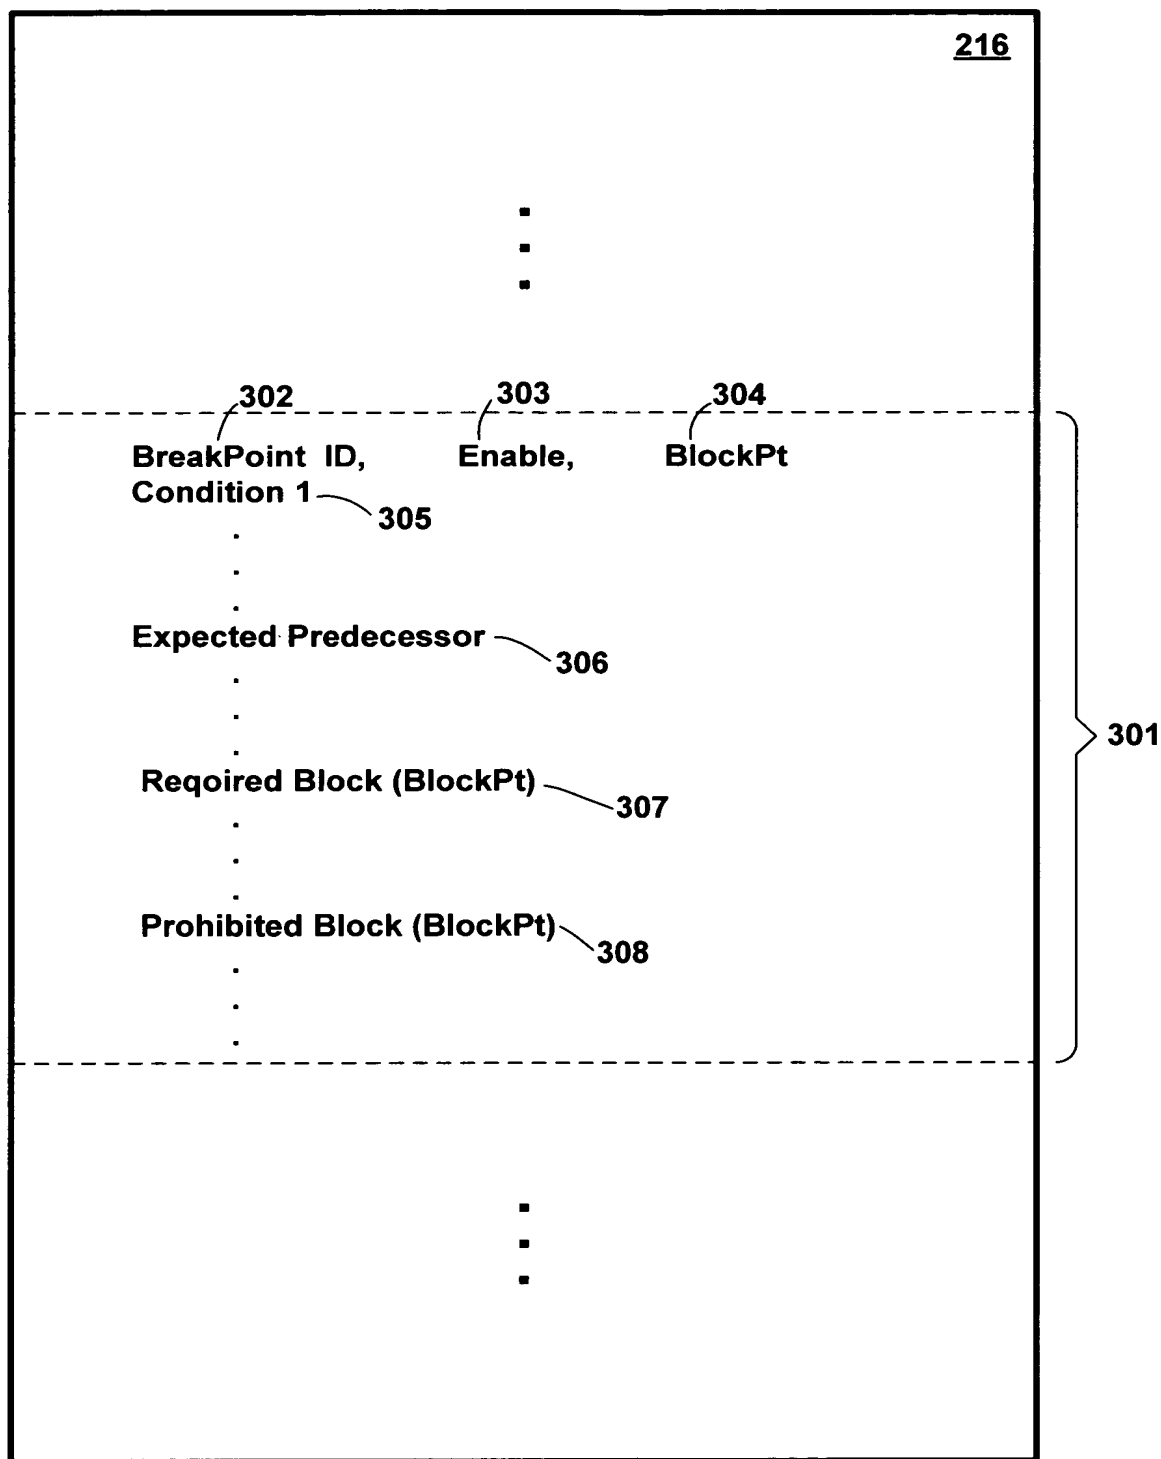 216
302 303 304
BreakPoint ID, Enable, BlockPt
Condition 1
305
Expected Predecessor
306
301
Reqoired Block (BlockPt)
307
Prohibited Block (BlockPt)
308